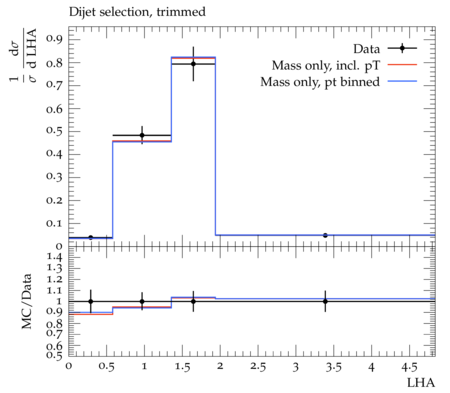 Dijet selection, trimmed
1/σ dσ/d LHA
0.9
0.8
0.7
0.6
0.5
0.4
0.3
0.2
0.1
0
Data
Mass only, incl. pT
Mass only, pt binned
MC/Data
1.4
1.3
1.2
1.1
1
0.9
0.8
0.7
0.6
0.5
0 0.5 1 1.5 2 2.5 3 3.5 4 4.5
LHA